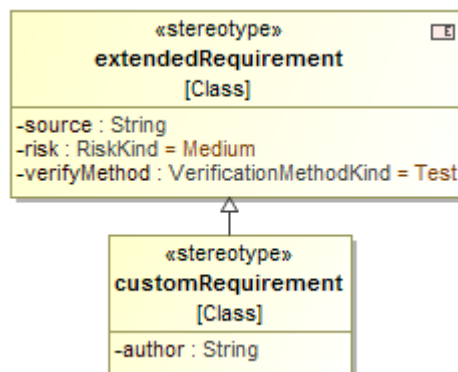 «stereotype»
E
extendedRequirement
[Class]
-source : String
-risk : RiskKind = Medium
-verifyMethod : VerificationMethodKind = Test
«stereotype»
customRequirement
[Class]
-author : String